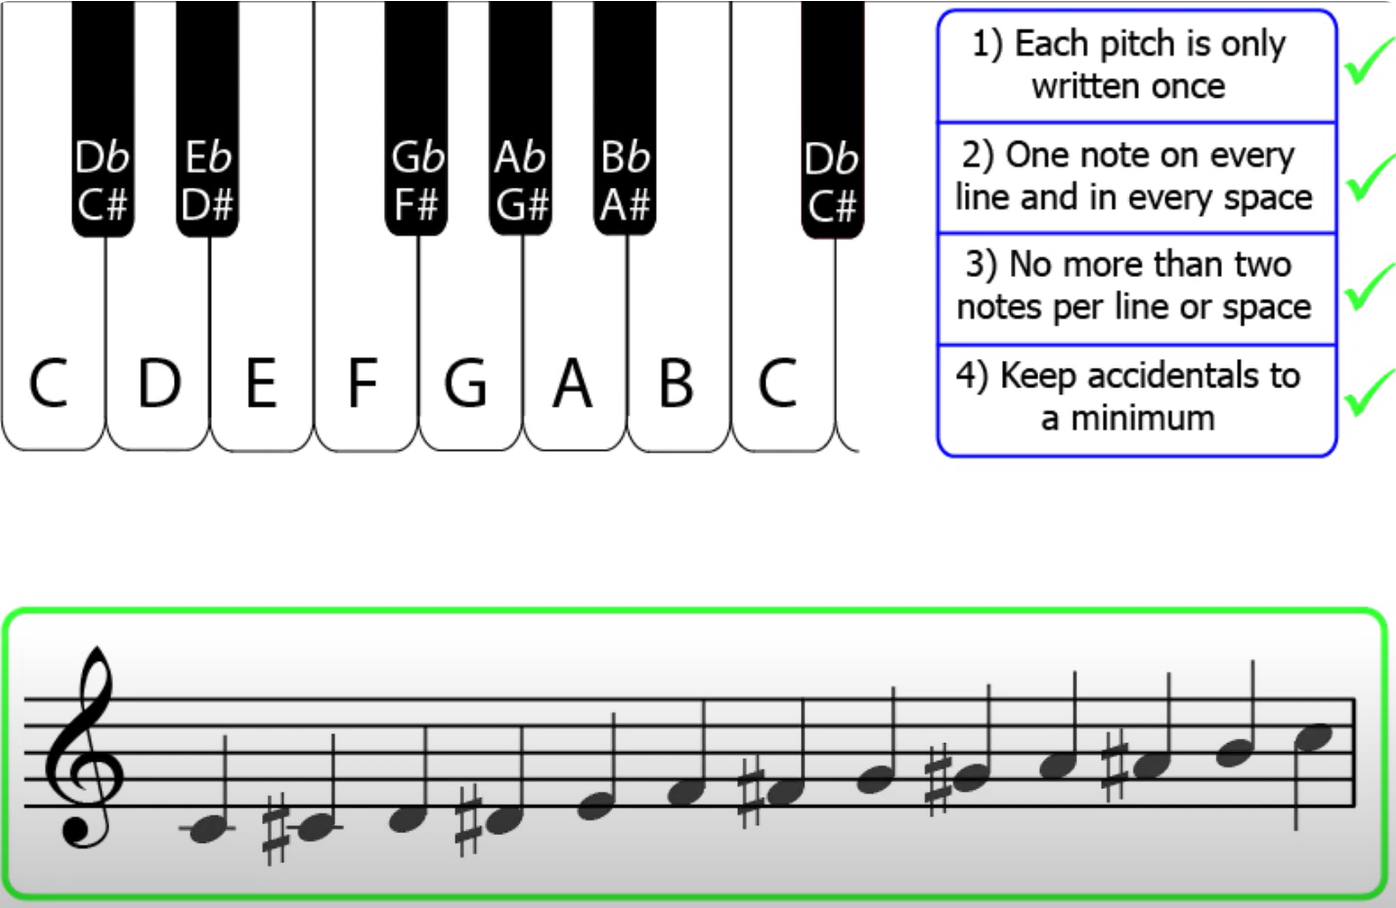 Db Eb Gb Ab Bb Db
C# D# F# G# A# C#
C D E F G A B C
1) Each pitch is only
written once
2) One note on every
line and in every space
3) No more than two
notes per line or space
4) Keep accidentals to
a minimum